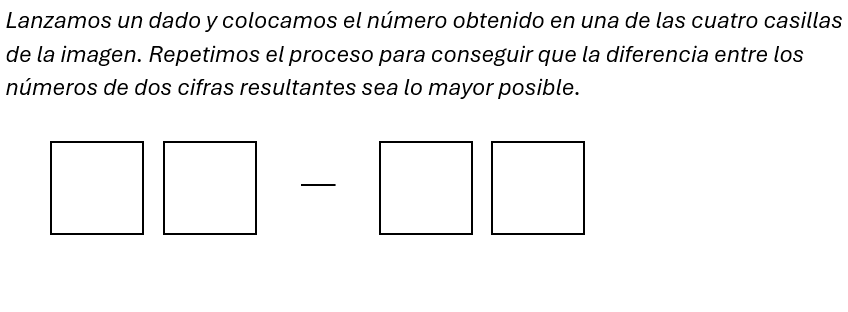 Lanzamos un dado y colocamos el número obtenido en una de las cuatro casillas
de la imagen. Repetimos el proceso para conseguir que la diferencia entre los
números de dos cifras resultantes sea lo mayor posible.
—